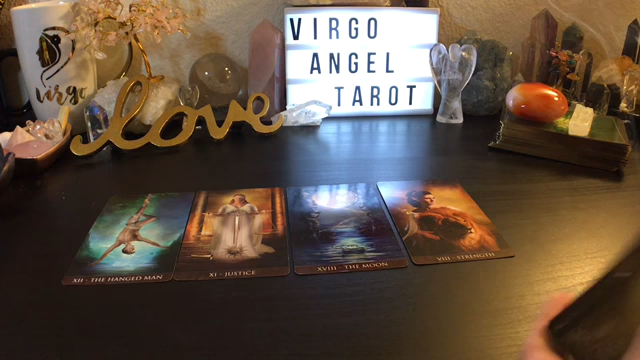 virgo
love
VIRGO
ANGEL
TAROT
XII · THE HANGED MAN
XI · JUSTICE
XVIII · THE MOON
VIII · STRENGTH